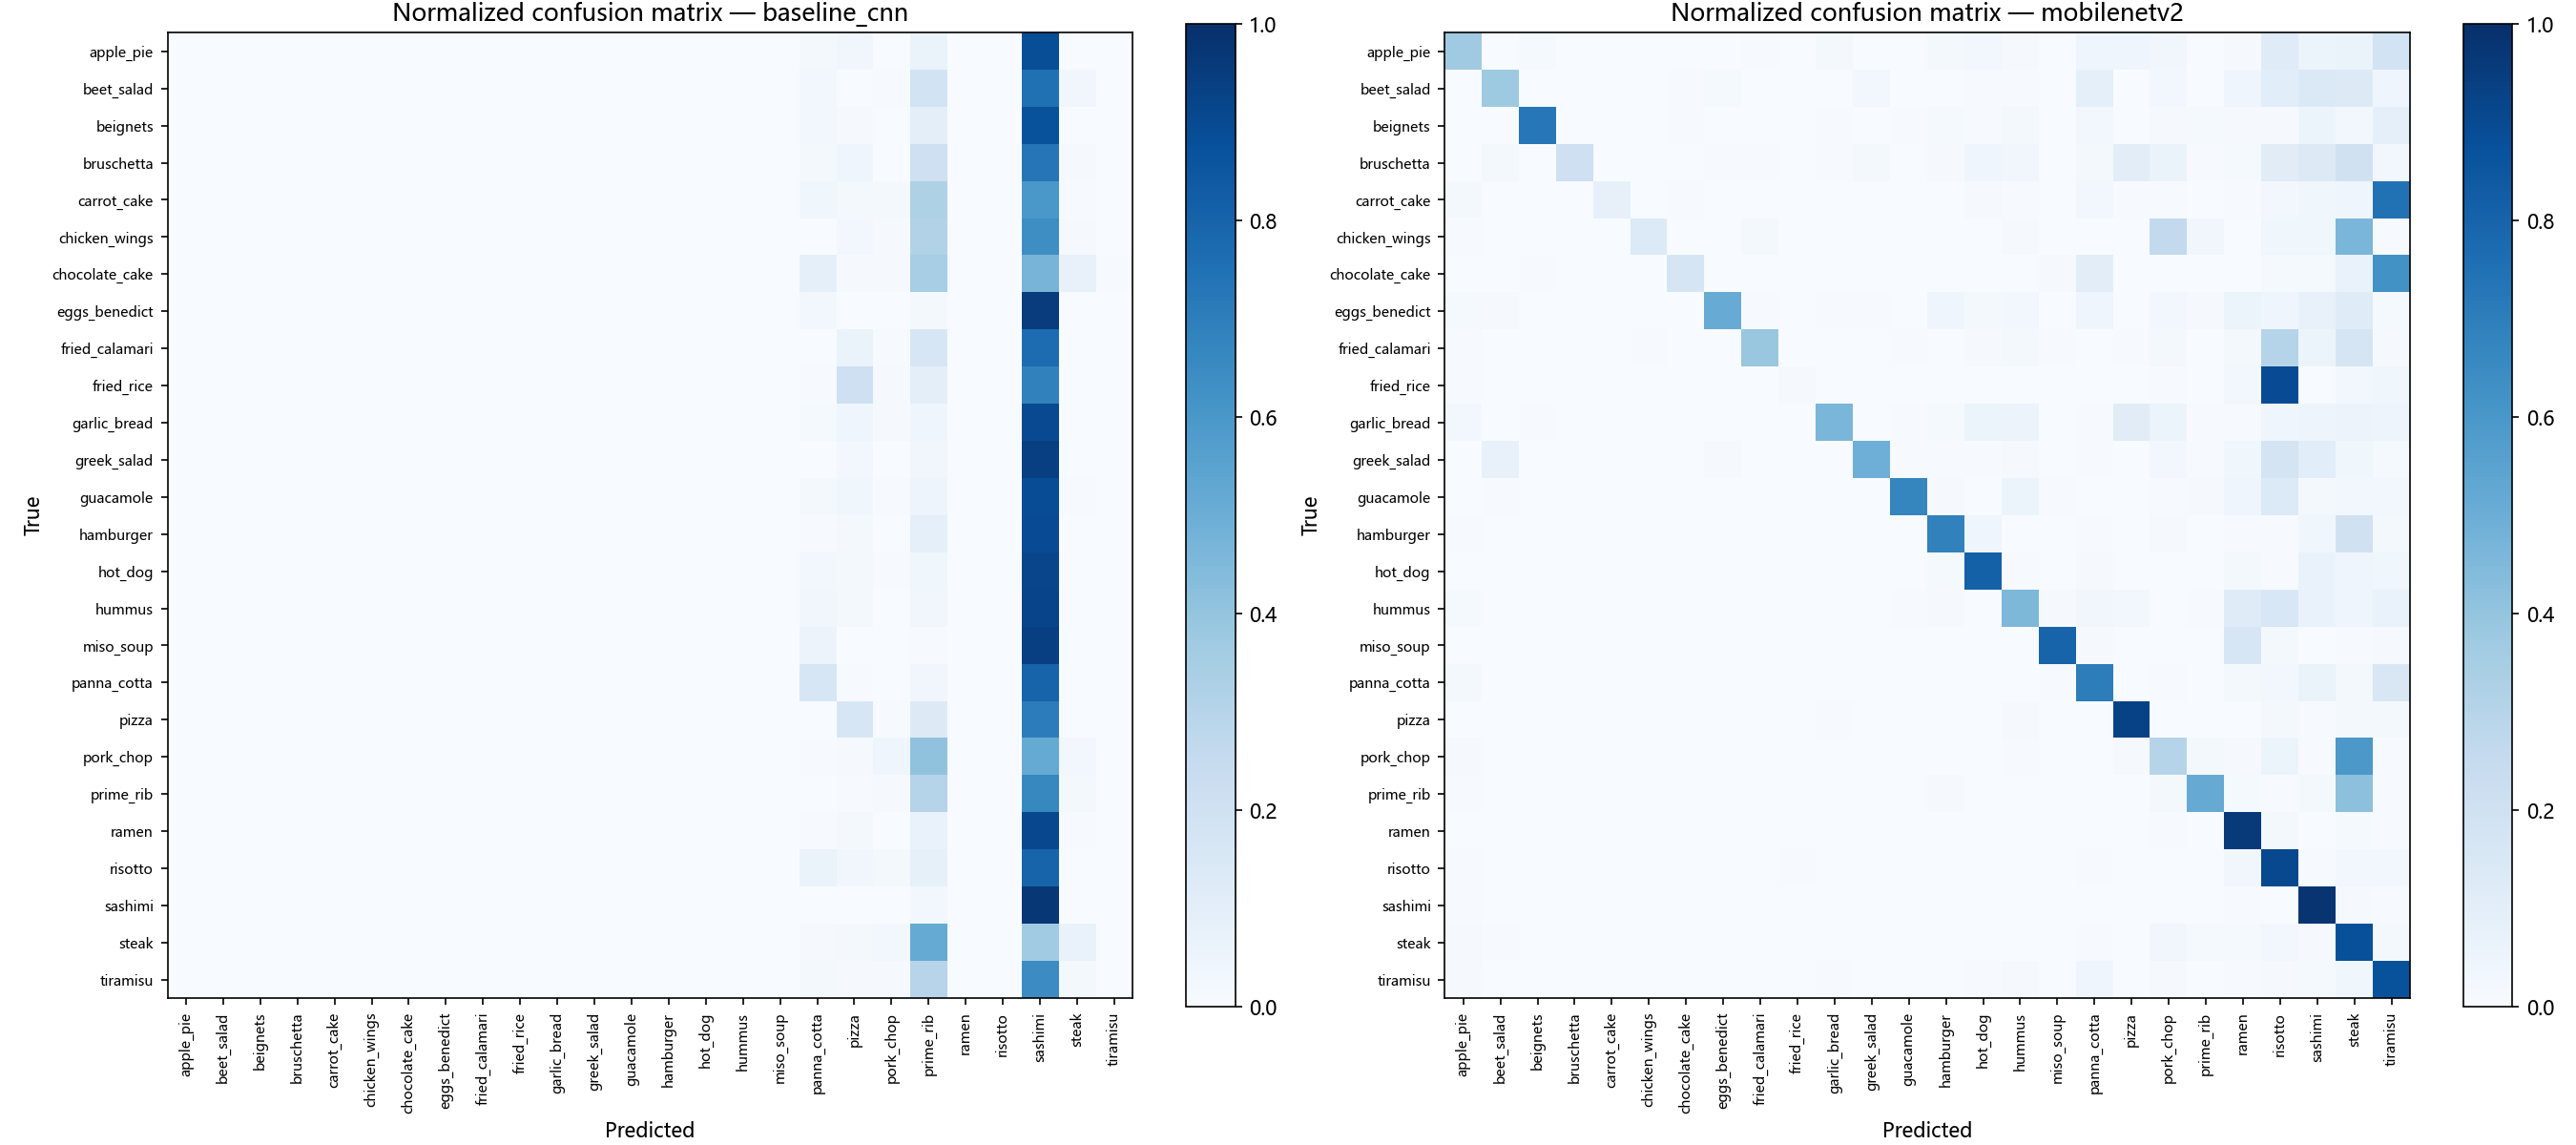 Normalized confusion matrix — baseline_cnn
True
apple_pie
beet_salad
beignets
bruschetta
carrot_cake
chicken_wings
chocolate_cake
eggs_benedict
fried_calamari
fried_rice
garlic_bread
greek_salad
guacamole
hamburger
hot_dog
hummus
miso_soup
panna_cotta
pizza
pork_chop
prime_rib
ramen
risotto
sashimi
steak
tiramisu
apple_pie
beet_salad
beignets
bruschetta
carrot_cake
chicken_wings
chocolate_cake
eggs_benedict
fried_calamari
fried_rice
garlic_bread
greek_salad
guacamole
hamburger
hot_dog
hummus
miso_soup
panna_cotta
pizza
pork_chop
prime_rib
ramen
risotto
sashimi
steak
tiramisu
Predicted
1.0
0.8
0.6
0.4
0.2
0.0
Normalized confusion matrix — mobilenetv2
True
apple_pie
beet_salad
beignets
bruschetta
carrot_cake
chicken_wings
chocolate_cake
eggs_benedict
fried_calamari
fried_rice
garlic_bread
greek_salad
guacamole
hamburger
hot_dog
hummus
miso_soup
panna_cotta
pizza
pork_chop
prime_rib
ramen
risotto
sashimi
steak
tiramisu
apple_pie
beet_salad
beignets
bruschetta
carrot_cake
chicken_wings
chocolate_cake
eggs_benedict
fried_calamari
fried_rice
garlic_bread
greek_salad
guacamole
hamburger
hot_dog
hummus
miso_soup
panna_cotta
pizza
pork_chop
prime_rib
ramen
risotto
sashimi
steak
tiramisu
Predicted
1.0
0.8
0.6
0.4
0.2
0.0